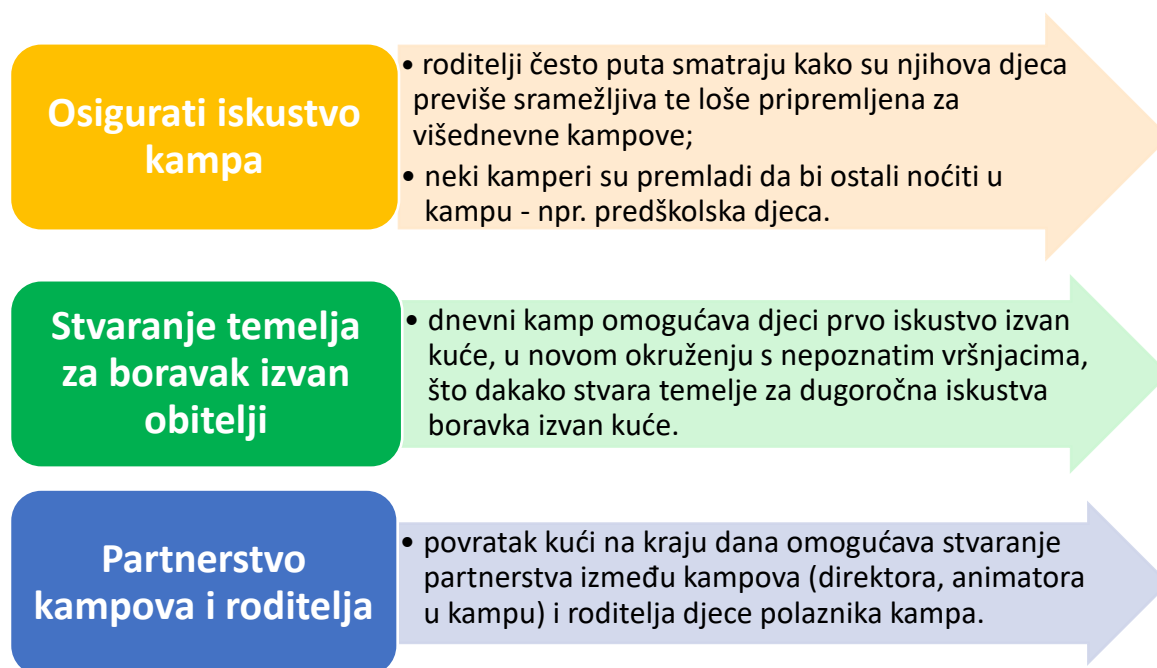 Osigurati iskustvo
kampa
• roditelji često puta smatraju kako su njihova djeca
previše sramežljiva te loše pripremljena za
višednevne kampove;
• neki kamperi su premladi da bi ostali noćiti u
kampu - npr. predškolska djeca.
Stvaranje temelja
za boravak izvan
obitelji
• dnevni kamp omogućava djeci prvo iskustvo izvan
kuće, u novom okruženju s nepoznatim vršnjacima,
što dakako stvara temelje za dugoročna iskustva
boravka izvan kuće.
Partnerstvo
kampova i roditelja
• povratak kući na kraju dana omogućava stvaranje
partnerstva između kampova (direktora, animatora
u kampu) i roditelja djece polaznika kampa.